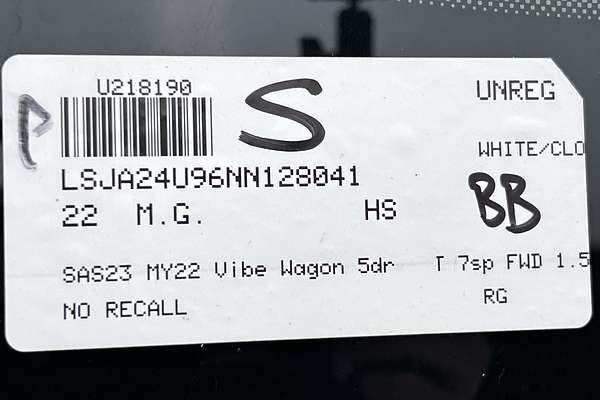 U218190
S
UNREG
P
WHITE/CLO
LSJA24U96NN128041
22 M.G. HS
BB
SAS23 MY22 Vibe Wagon 5dr T 7sp FWD 1.5
NO RECALL RG